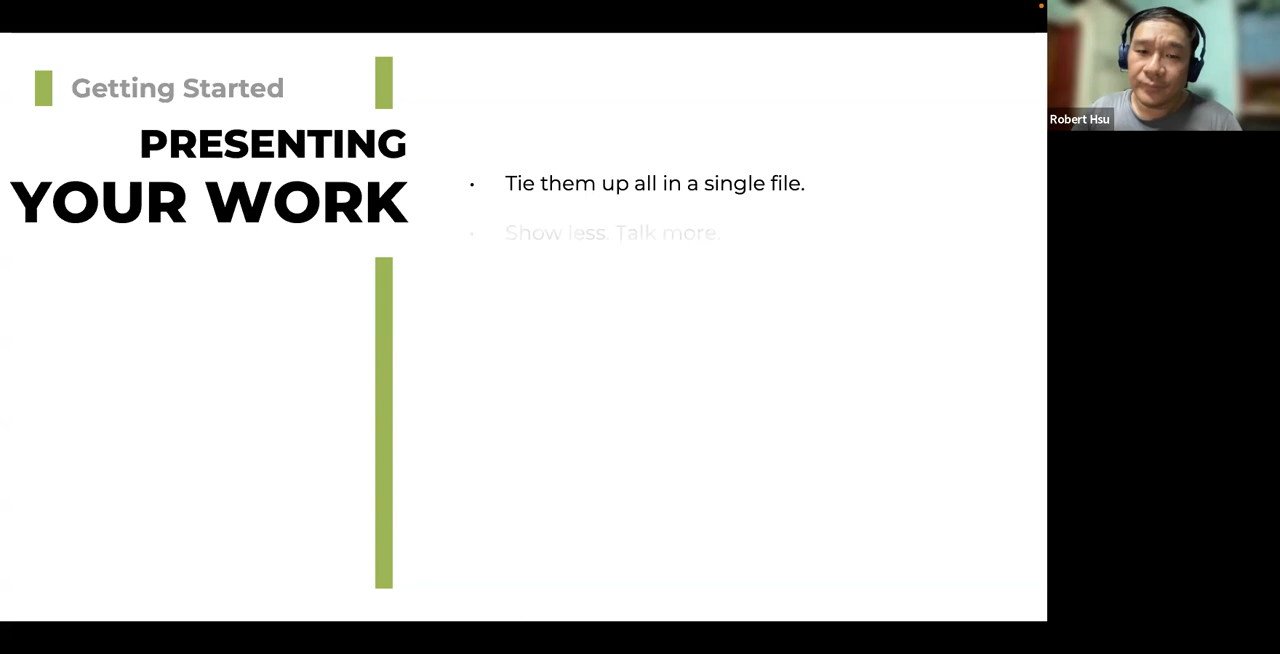 Getting Started
PRESENTING
YOUR WORK
• Tie them up all in a single file.
• Show less. Talk more.
Robert Hsu